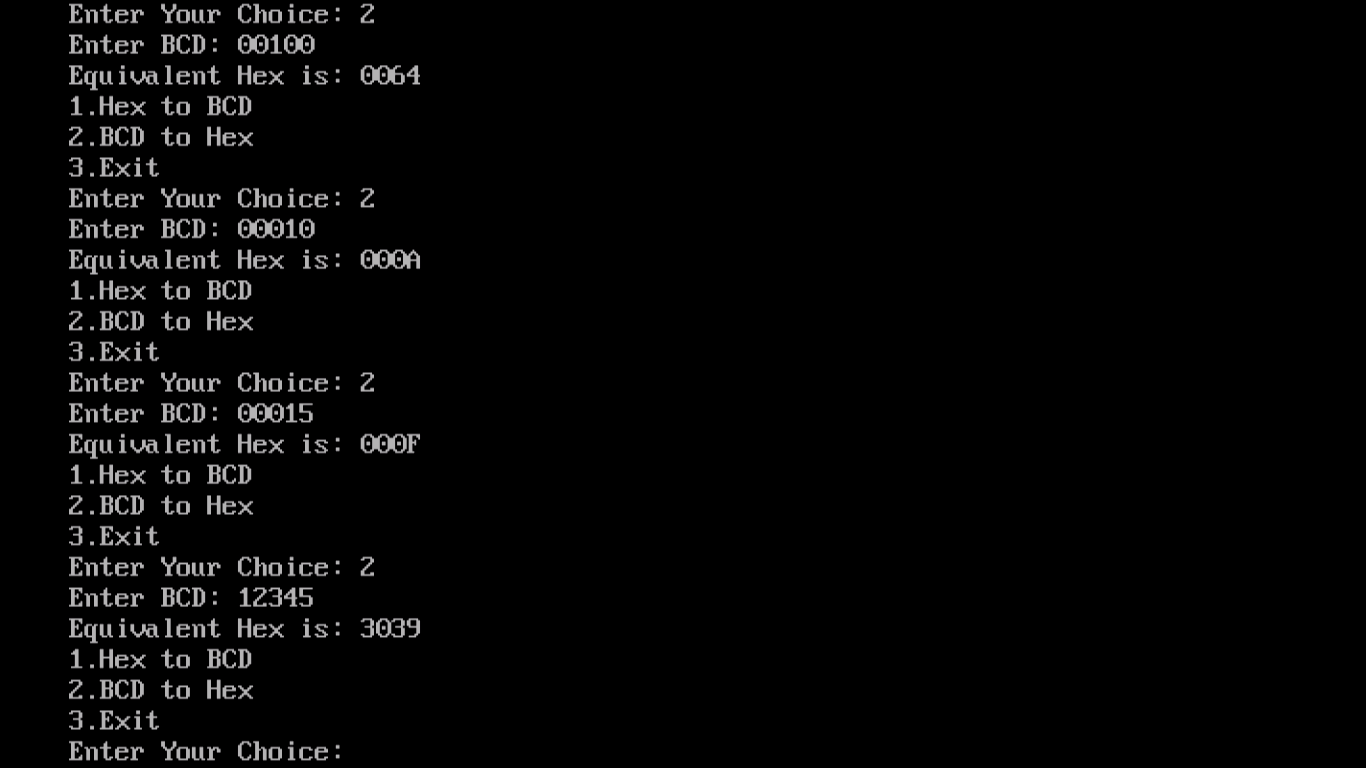 Enter Your Choice: 2
Enter BCD: 00100
Equivalent Hex is: 0064
1.Hex to BCD
2.BCD to Hex
3.Exit
Enter Your Choice: 2
Enter BCD: 00010
Equivalent Hex is: 000A
1.Hex to BCD
2.BCD to Hex
3.Exit
Enter Your Choice: 2
Enter BCD: 00015
Equivalent Hex is: 000F
1.Hex to BCD
2.BCD to Hex
3.Exit
Enter Your Choice: 2
Enter BCD: 12345
Equivalent Hex is: 3039
1.Hex to BCD
2.BCD to Hex
3.Exit
Enter Your Choice: